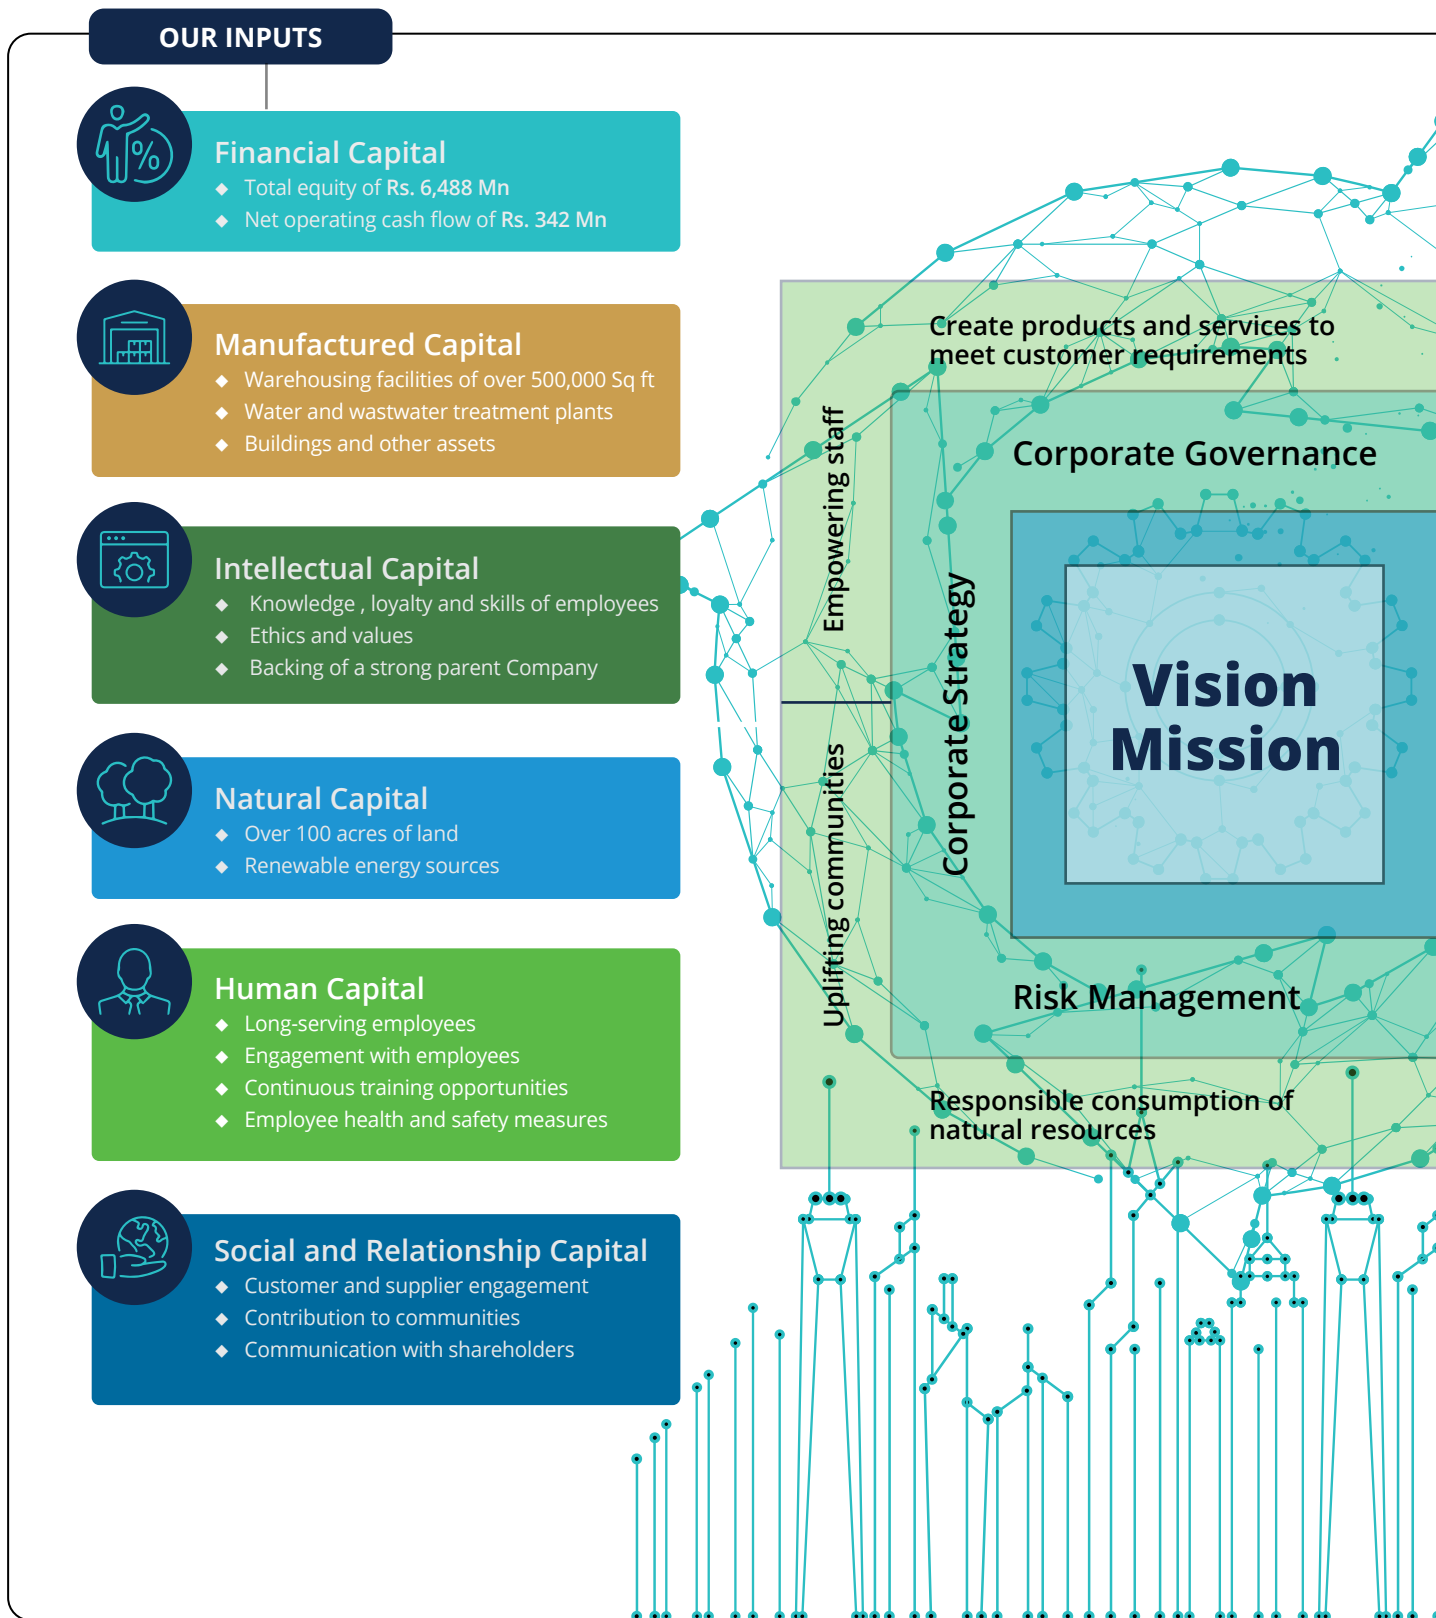 OUR INPUTS
Financial Capital
◆ Total equity of Rs. 6,488 Mn
◆ Net operating cash flow of Rs. 342 Mn
Manufactured Capital
◆ Warehousing facilities of over 500,000 Sq ft
◆ Water and wastwater treatment plants
◆ Buildings and other assets
Intellectual Capital
◆ Knowledge , loyalty and skills of employees
◆ Ethics and values
◆ Backing of a strong parent Company
Natural Capital
◆ Over 100 acres of land
◆ Renewable energy sources
Human Capital
◆ Long-serving employees
◆ Engagement with employees
◆ Continuous training opportunities
◆ Employee health and safety measures
Social and Relationship Capital
◆ Customer and supplier engagement
◆ Contribution to communities
◆ Communication with shareholders
Create products and services to
meet customer requirements
Empowering staff
Uplifting communities
Corporate Governance
Corporate Strategy
Vision
Mission
Risk Management
Responsible consumption of
natural resources